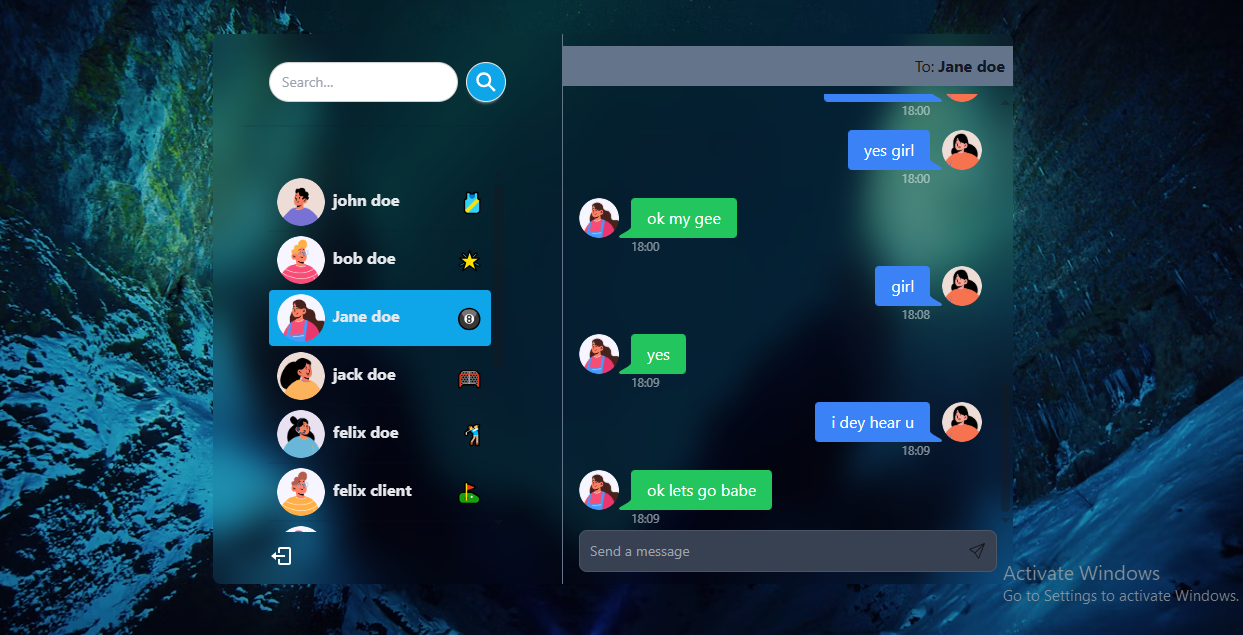 Search...
john doe
bob doe
Jane doe
8
jack doe
felix doe
felix client
To: Jane doe
18:00
yes girl
18:00
ok my gee
18:00
girl
18:08
yes
18:09
i dey hear u
18:09
ok lets go babe
18:09
Send a message
Activate Windows
Go to Settings to activate Windows.